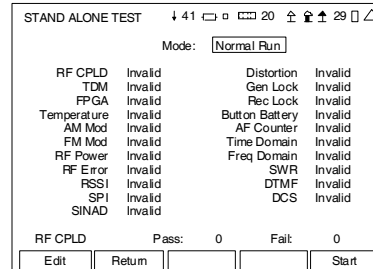 STAND ALONE TEST 41 20 29
Mode: Normal Run
RF CPLD Invalid Distortion Invalid
TDM Invalid Gen Lock Invalid
FPGA Invalid Rec Lock Invalid
Temperature Invalid Button Battery Invalid
AM Mod Invalid AF Counter Invalid
FM Mod Invalid Time Domain Invalid
RF Power Invalid Freq Domain Invalid
RF Error Invalid SWR Invalid
RSSI Invalid DTMF Invalid
SPI Invalid DCS Invalid
SINAD Invalid
RF CPLD Pass: 0 Fail: 0
Edit Return Start